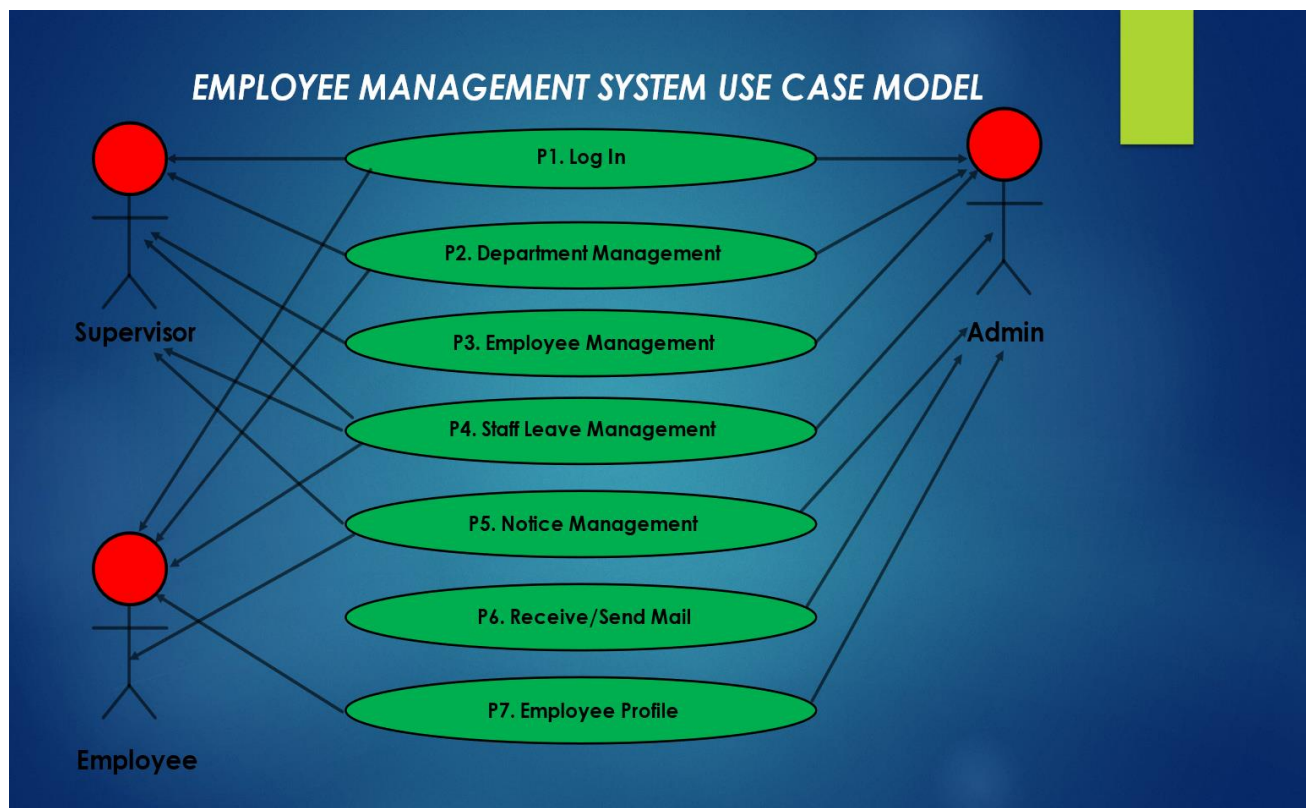 EMPLOYEE MANAGEMENT SYSTEM USE CASE MODEL
P1. Log In
P2. Department Management
P3. Employee Management
Supervisor
Admin
P4. Staff Leave Management
P5. Notice Management
P6. Receive/Send Mail
P7. Employee Profile
Employee